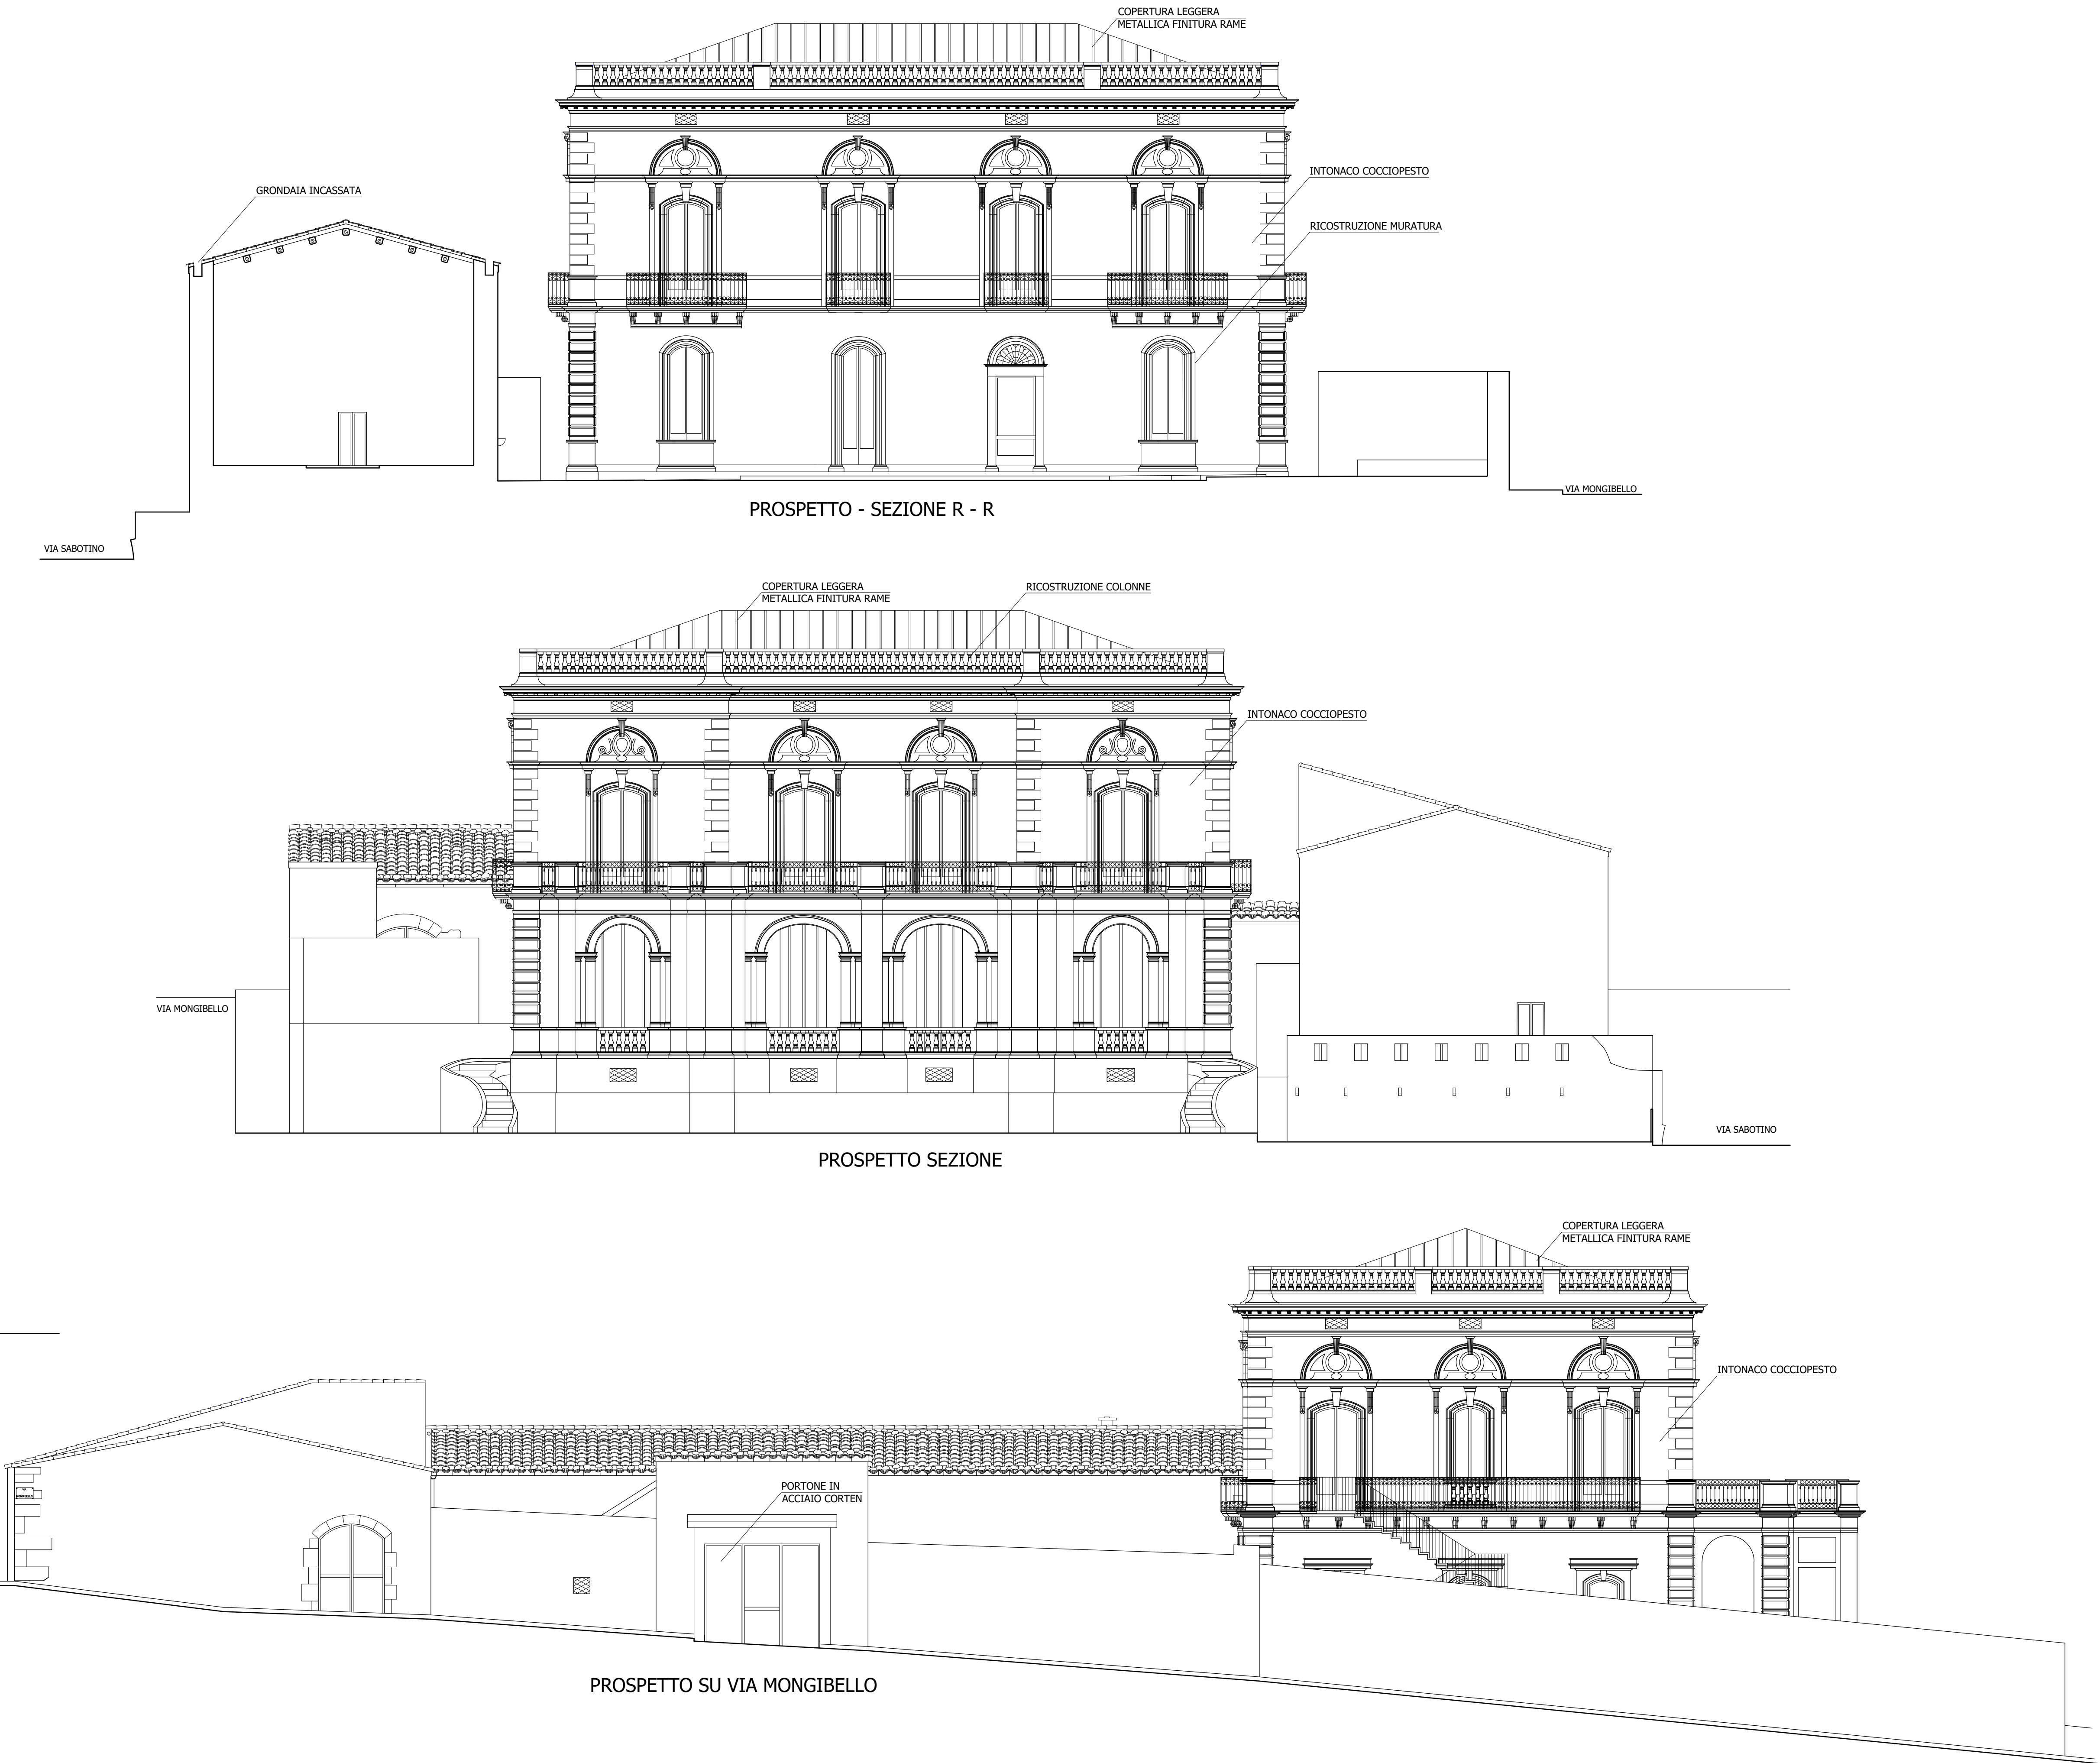 COPERTURA LEGGERA
METALLICA FINITURA RAME
INTONACO COCCIOPESTO
GRONDAIA INCASSATA
RICOSTRUZIONE MURATURA
VIA MONGIBELLO
PROSPETTO - SEZIONE R - R
VIA SABOTINO
COPERTURA LEGGERA
METALLICA FINITURA RAME
RICOSTRUZIONE COLONNE
INTONACO COCCIOPESTO
VIA MONGIBELLO
VIA SABOTINO
PROSPETTO SEZIONE
COPERTURA LEGGERA
METALLICA FINITURA RAME
INTONACO COCCIOPESTO
PORTONE IN
ACCIAIO CORTEN
PROSPETTO SU VIA MONGIBELLO